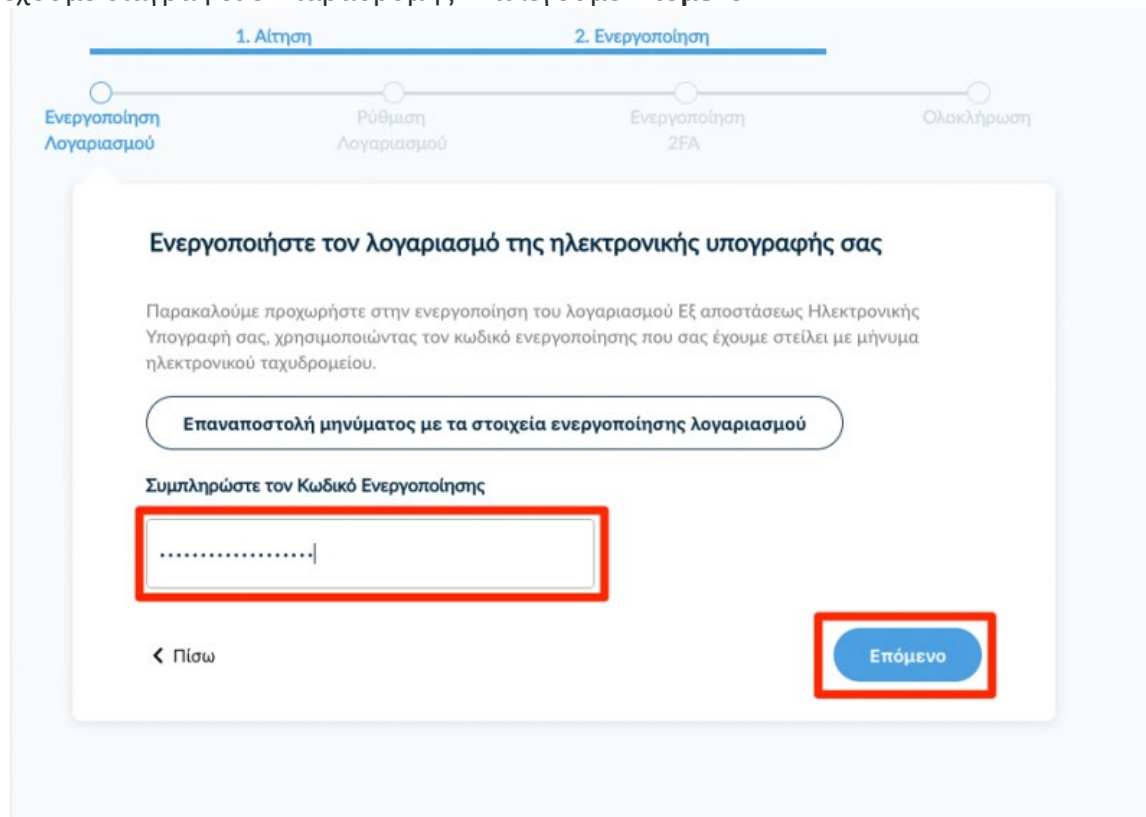 1. Αίτηση 2. Ενεργοποίηση
Ενεργοποίηση Λογαριασμού
Ρύθμιση Λογαριασμού
Ενεργοποίηση 2FA
Ολοκλήρωση
Ενεργοποιήστε τον λογαριασμό της ηλεκτρονικής υπογραφής σας
Παρακαλούμε προχωρήστε στην ενεργοποίηση του λογαριασμού Εξ αποστάσεως Ηλεκτρονικής
Υπογραφή σας, χρησιμοποιώντας τον κωδικό ενεργοποίησης που σας έχουμε στείλει με μήνυμα
ηλεκτρονικού ταχυδρομείου.
Επαναποστολή μηνύματος με τα στοιχεία ενεργοποίησης λογαριασμού
Συμπληρώστε τον Κωδικό Ενεργοποίησης
Πίσω
Επόμενο